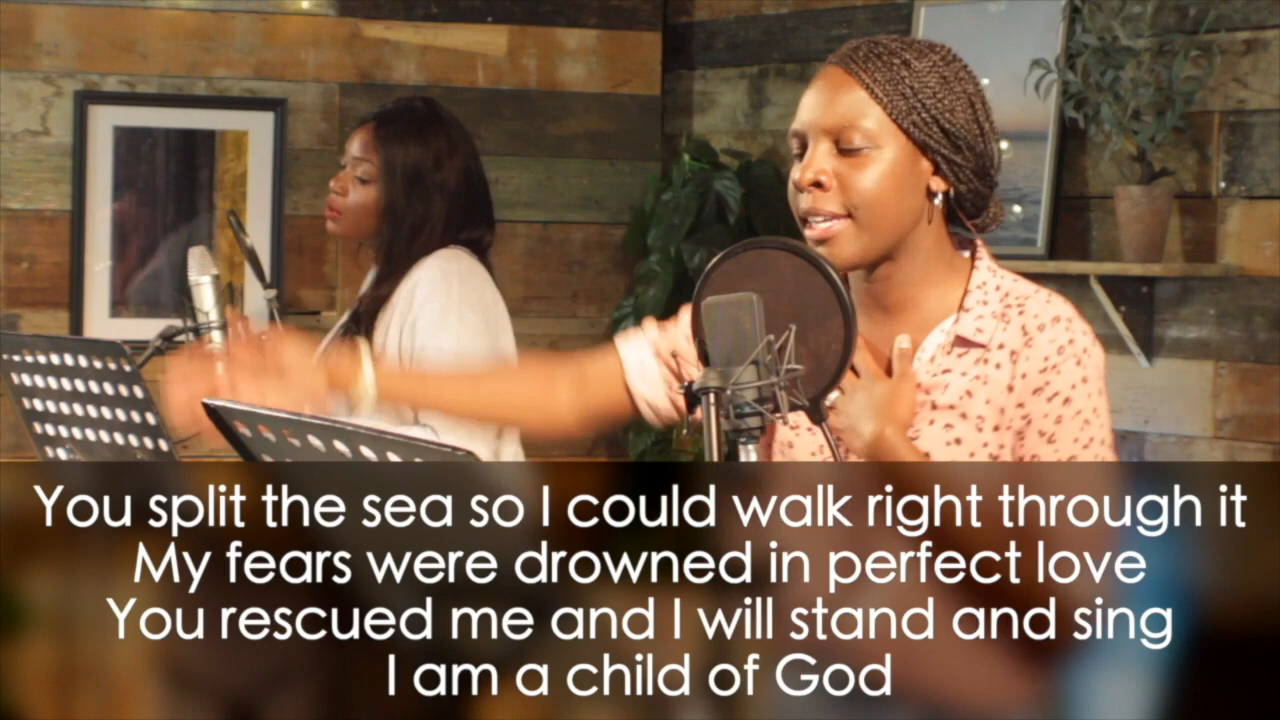 You split the sea so I could walk right through it
My fears were drowned in perfect love
You rescued me and I will stand and sing
I am a child of God